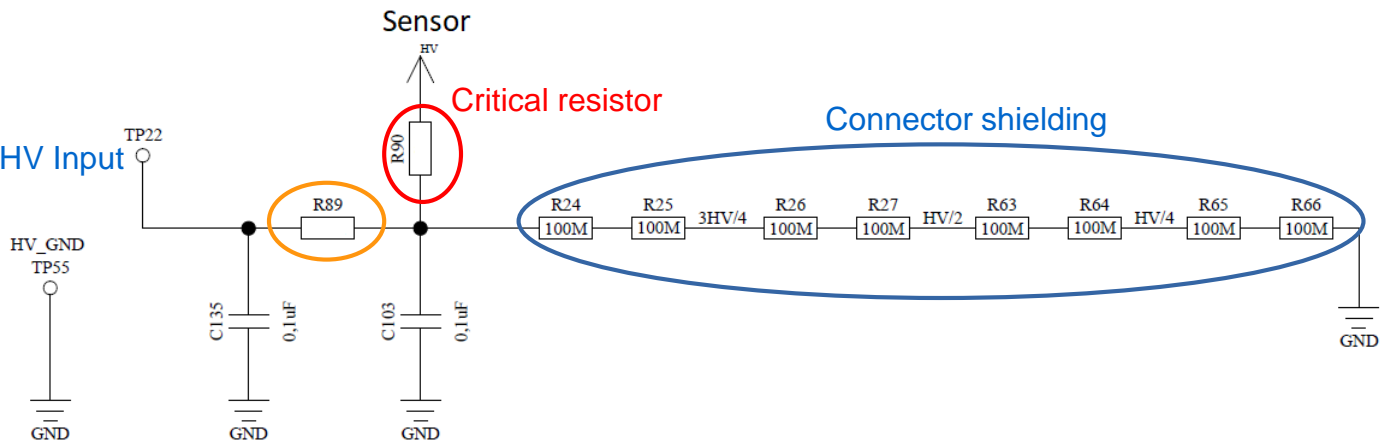 Sensor
HV
Critical resistor
Connector shielding
HV Input
TP22
R90
R89
R24
R25
R26
R27
R63
R64
R65
R66
100M
100M
3HV/4
100M
100M
HV/2
100M
100M
HV/4
100M
100M
HV_GND
TP55
C135
0,1uF
C103
0,1uF
GND
GND
GND
GND